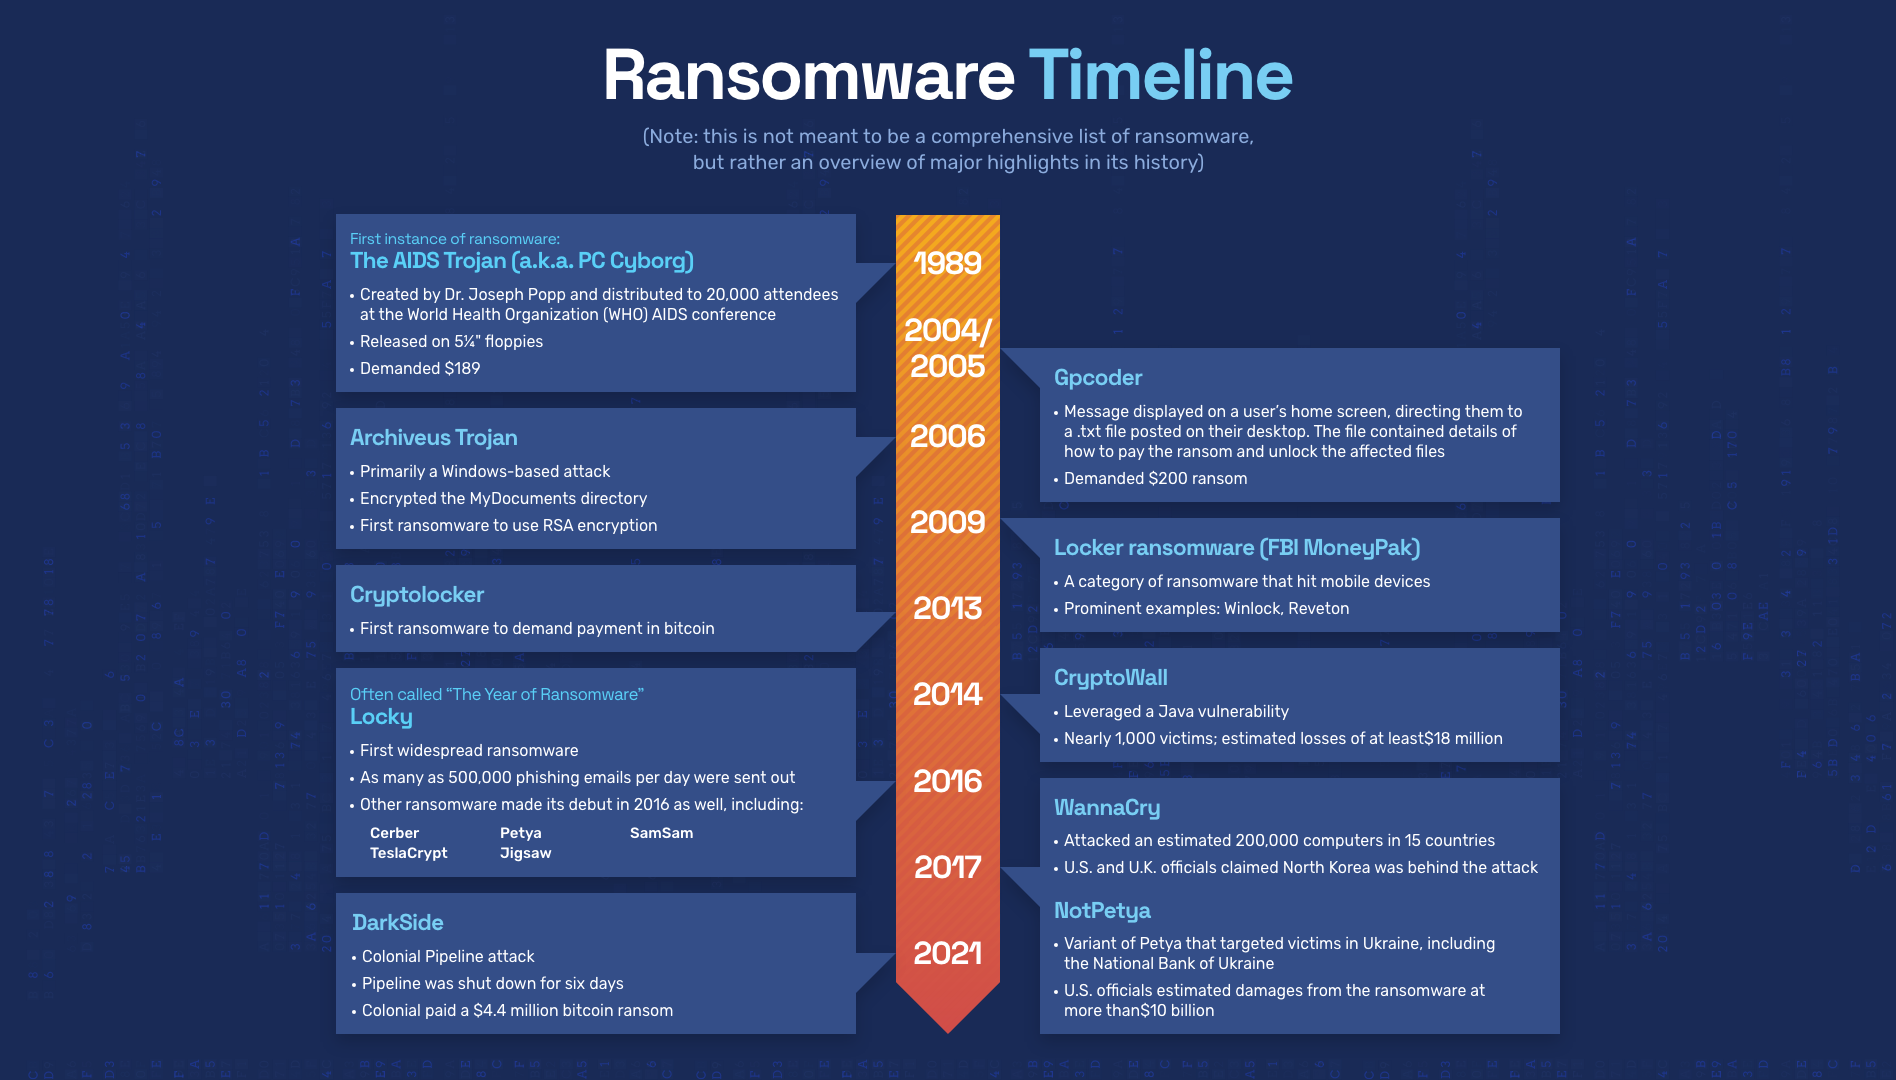 Ransomware Timeline
(Note: this is not meant to be a comprehensive list of ransomware,
but rather an overview of major highlights in its history)
1989
First instance of ransomware:
The AIDS Trojan (a.k.a. PC Cyborg)
• Created by Dr. Joseph Popp and distributed to 20,000 attendees
at the World Health Organization (WHO) AIDS conference
• Released on 5¼" floppies
• Demanded $189
2004/
2005
Gpcoder
• Message displayed on a user's home screen, directing them to
a .txt file posted on their desktop. The file contained details of
how to pay the ransom and unlock the affected files
• Demanded $200 ransom
2006
Archiveus Trojan
• Primarily a Windows-based attack
• Encrypted the MyDocuments directory
• First ransomware to use RSA encryption
2009
Locker ransomware (FBI MoneyPak)
• A category of ransomware that hit mobile devices
• Prominent examples: Winlock, Reveton
2013
Cryptolocker
• First ransomware to demand payment in bitcoin
2014
CryptoWall
• Leveraged a Java vulnerability
• Nearly 1,000 victims; estimated losses of at least$18 million
2016
Often called “The Year of Ransomware”
Locky
• First widespread ransomware
• As many as 500,000 phishing emails per day were sent out
• Other ransomware made its debut in 2016 as well, including:
Cerber Petya SamSam
TeslaCrypt Jigsaw
2017
WannaCry
• Attacked an estimated 200,000 computers in 15 countries
• U.S. and U.K. officials claimed North Korea was behind the attack
NotPetya
• Variant of Petya that targeted victims in Ukraine, including
the National Bank of Ukraine
• U.S. officials estimated damages from the ransomware at
more than$10 billion
2021
DarkSide
• Colonial Pipeline attack
• Pipeline was shut down for six days
• Colonial paid a $4.4 million bitcoin ransom